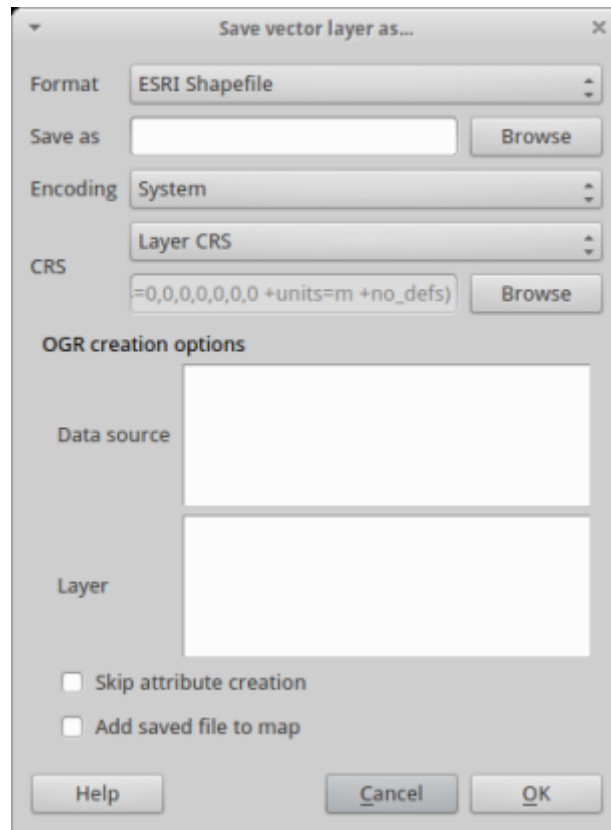 Save vector layer as...
Format ESRI Shapefile
Save as Browse
Encoding System
Layer CRS
CRS
=0,0,0,0,0,0,0 +units=m +no_defs) Browse
OGR creation options
Data source
Layer
Skip attribute creation
Add saved file to map
Help Cancel OK